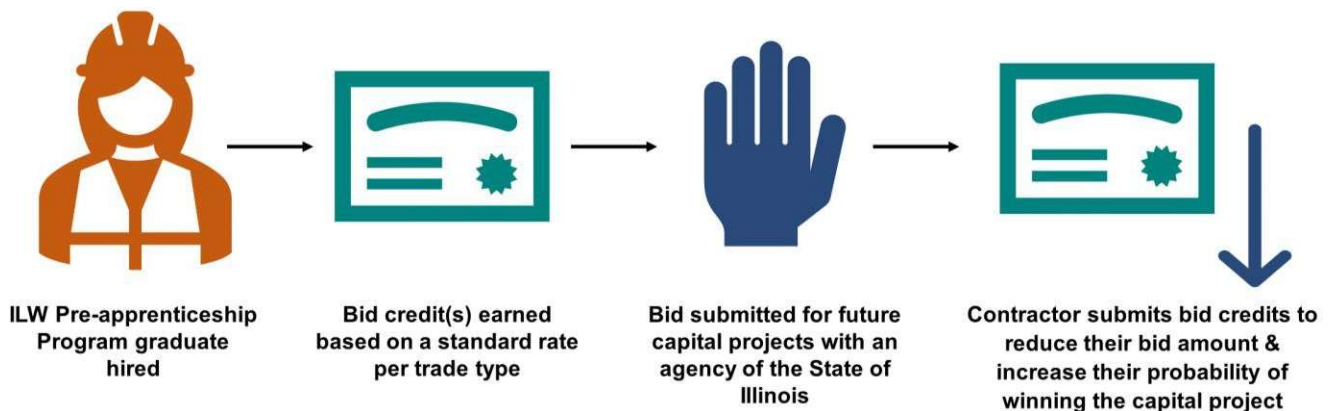 ILW Pre-apprenticeship
Program graduate
hired
Bid credit(s) earned
based on a standard rate
per trade type
Bid submitted for future
capital projects with an
agency of the State of
Illinois
Contractor submits bid credits to
reduce their bid amount &
increase their probability of
winning the capital project